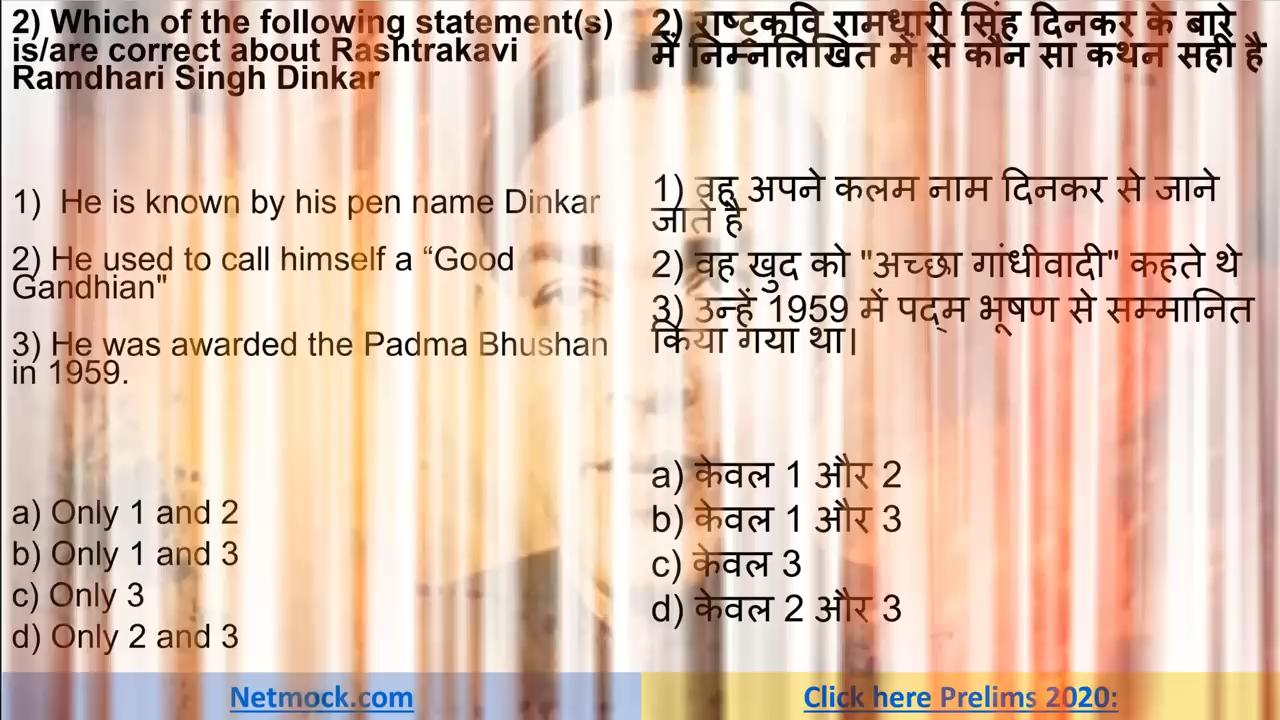 2) Which of the following statement(s)
is/are correct about Rashtrakavi
Ramdhari Singh Dinkar
1) He is known by his pen name Dinkar
2) He used to call himself a “Good
Gandhian"
3) He was awarded the Padma Bhushan
in 1959.
a) Only 1 and 2
b) Only 1 and 3
c) Only 3
d) Only 2 and 3
Netmock.com
2) राष्ट्रकवि रामधारी सिंह दिनकर के बारे
में निम्नलिखित में से कौन सा कथन सही है
1) वह अपने कलम नाम दिनकर से जाने
जाते है
2) वह खुद को "अच्छा गांधीवादी" कहते थे
3) उन्हें 1959 में पद्म भूषण से सम्मानित
किया गया था।
a) केवल 1 और 2
b) केवल 1 और 3
c) केवल 3
d) केवल 2 और 3
Click here Prelims 2020: